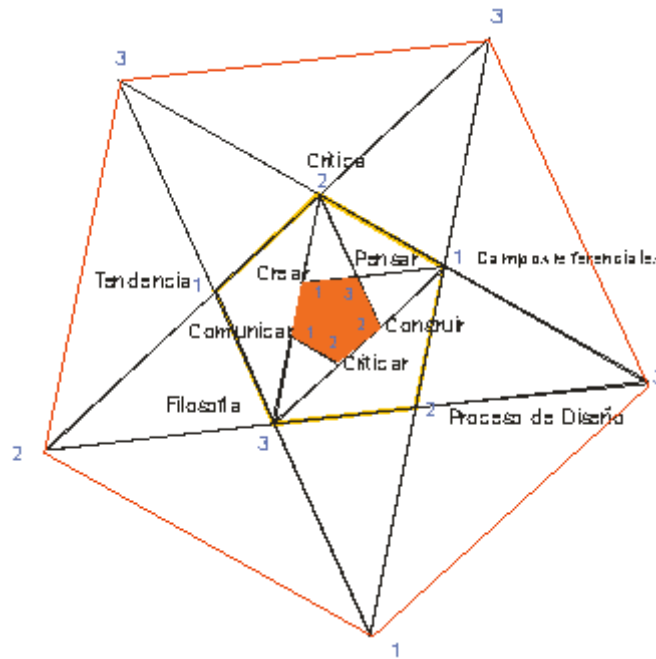 3
3
Crítica
2
Pensar
1
Campos referenciales
Crear
Tendencia
1
1
3
Comunicar
1
2
2
Construir
Criticar
Filosofía
2
Proceso de Diseño
3
2
1